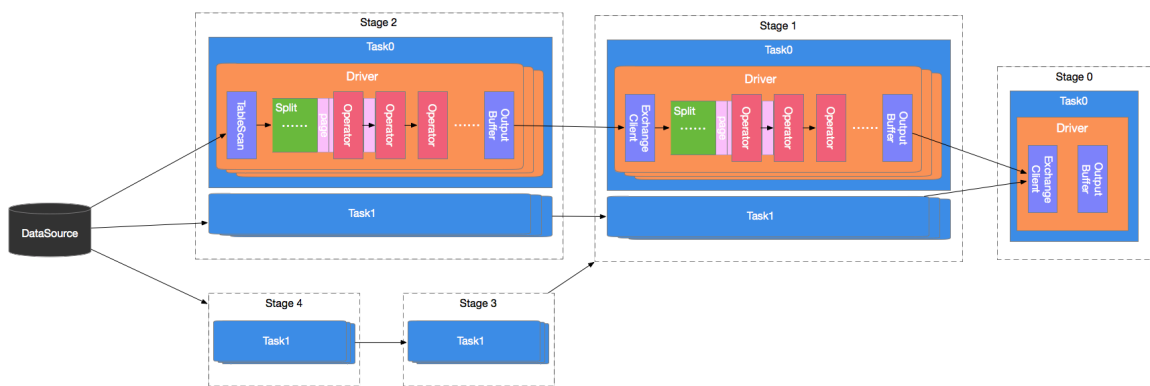 Stage 2
Task0
Driver
TableScan
Split
......
page
Operator
Operator
Operator
......
Output
Buffer
Task1
Stage 1
Task0
Driver
Exchange
Client
Split
......
page
Operator
Operator
Operator
......
Output
Buffer
Task1
Stage 0
Task0
Driver
Exchange
Client
Output
Buffer
DataSource
Stage 4
Task1
Stage 3
Task1